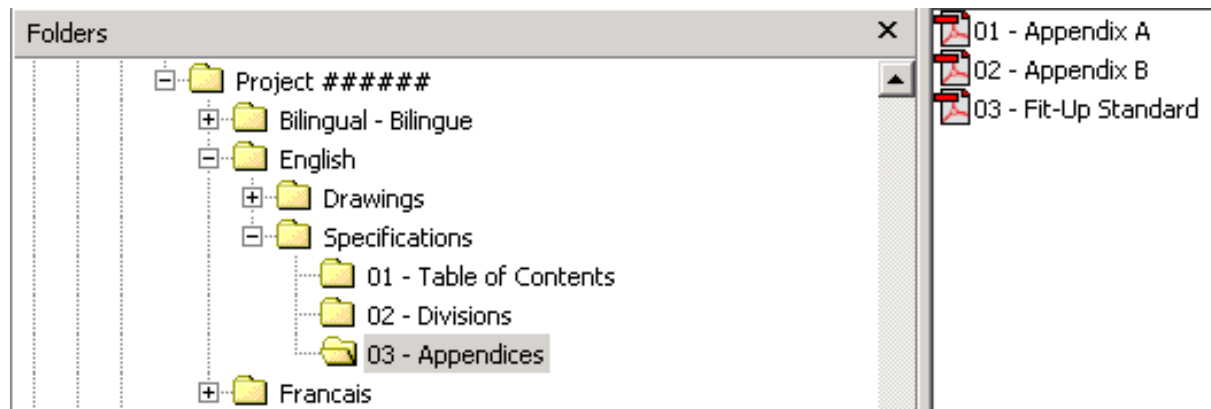 Folders
Project ######
Bilingual - Bilingue
English
Drawings
Specifications
01 - Table of Contents
02 - Divisions
03 - Appendices
Francais
01 - Appendix A
02 - Appendix B
03 - Fit-Up Standard